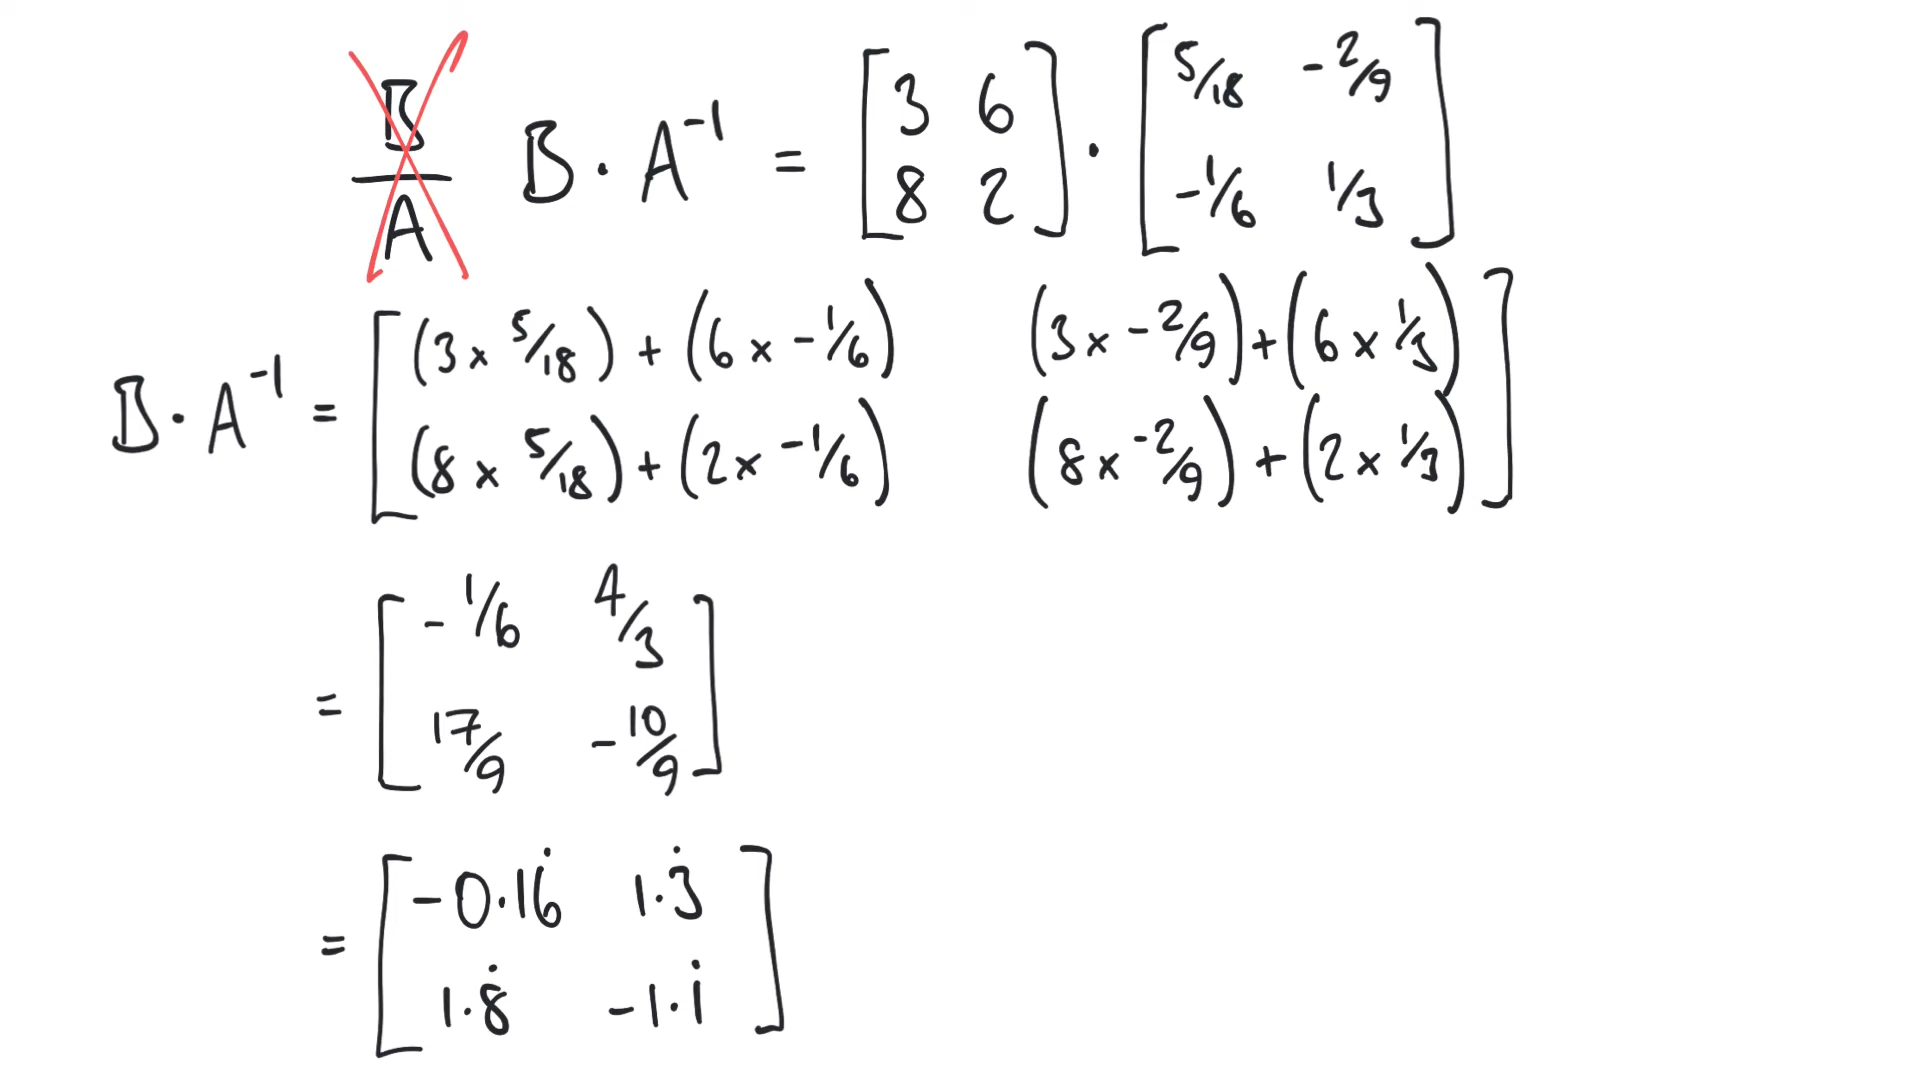 B/A B · A⁻¹ = [3 6; 8 2] · [5/18 -2/9; -1/6 1/3]
B · A⁻¹ = [(3 x 5/18) + (6 x -1/6) (3 x -2/9) + (6 x 1/3)
(8 x 5/18) + (2 x -1/6) (8 x -2/9) + (2 x 1/3)]
= [-1/6 4/3
17/9 -10/9]
= [-0.16̇ 1.3̇
1.8̇ -1.1̇]